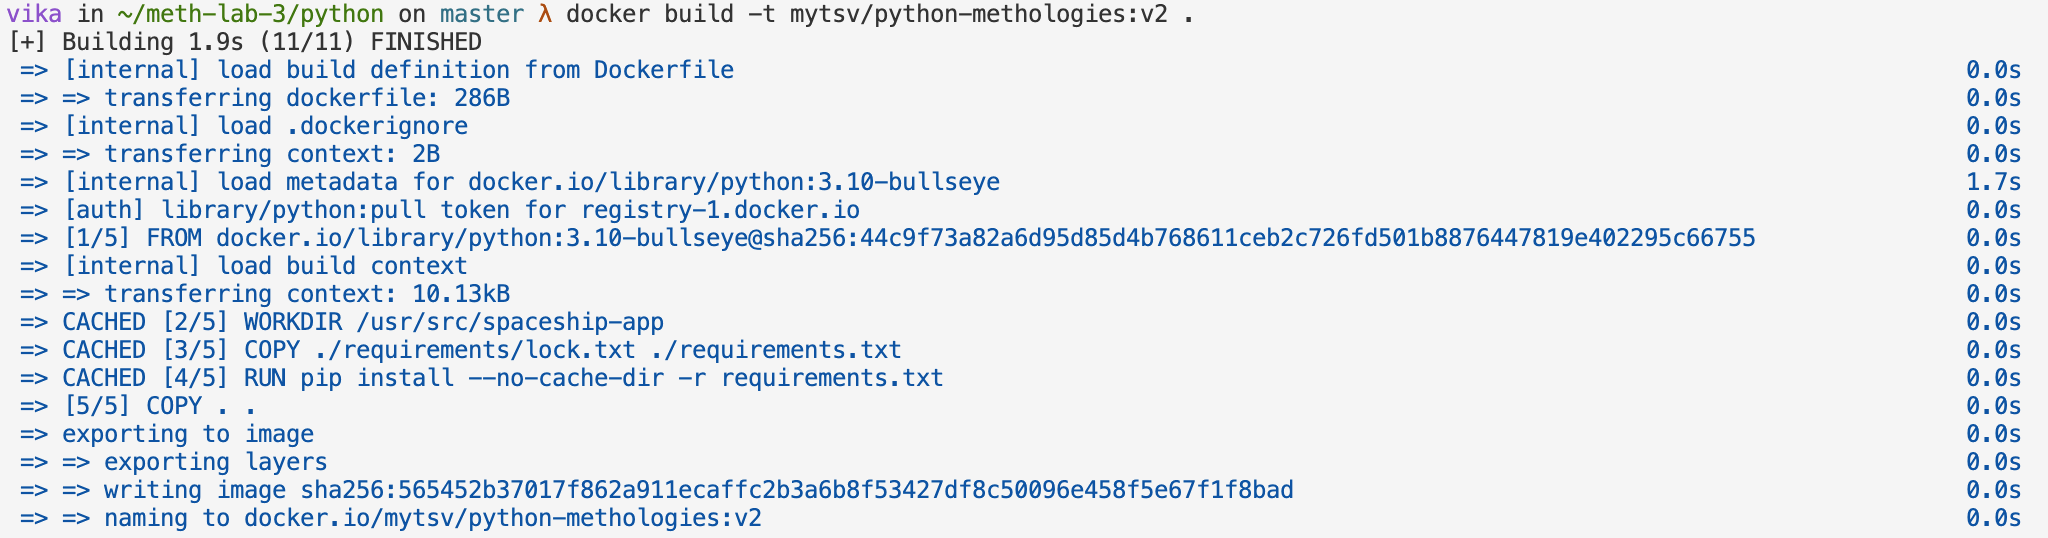 vika in ~/meth-lab-3/python on master λ docker build -t mytsv/python-methologies:v2 .
[+] Building 1.9s (11/11) FINISHED
=> [internal] load build definition from Dockerfile 0.0s
=> => transferring dockerfile: 286B 0.0s
=> [internal] load .dockerignore 0.0s
=> => transferring context: 2B 0.0s
=> [internal] load metadata for docker.io/library/python:3.10-bullseye 1.7s
=> [auth] library/python:pull token for registry-1.docker.io 0.0s
=> [1/5] FROM docker.io/library/python:3.10-bullseye@sha256:44c9f73a82a6d95d85d4b768611ceb2c726fd501b8876447819e402295c66755 0.0s
=> [internal] load build context 0.0s
=> => transferring context: 10.13kB 0.0s
=> CACHED [2/5] WORKDIR /usr/src/spaceship-app 0.0s
=> CACHED [3/5] COPY ./requirements/lock.txt ./requirements.txt 0.0s
=> CACHED [4/5] RUN pip install --no-cache-dir -r requirements.txt 0.0s
=> [5/5] COPY . . 0.0s
=> exporting to image 0.0s
=> => exporting layers 0.0s
=> => writing image sha256:565452b37017f862a911ecaffc2b3a6b8f53427df8c50096e458f5e67f1f8bad 0.0s
=> => naming to docker.io/mytsv/python-methologies:v2 0.0s